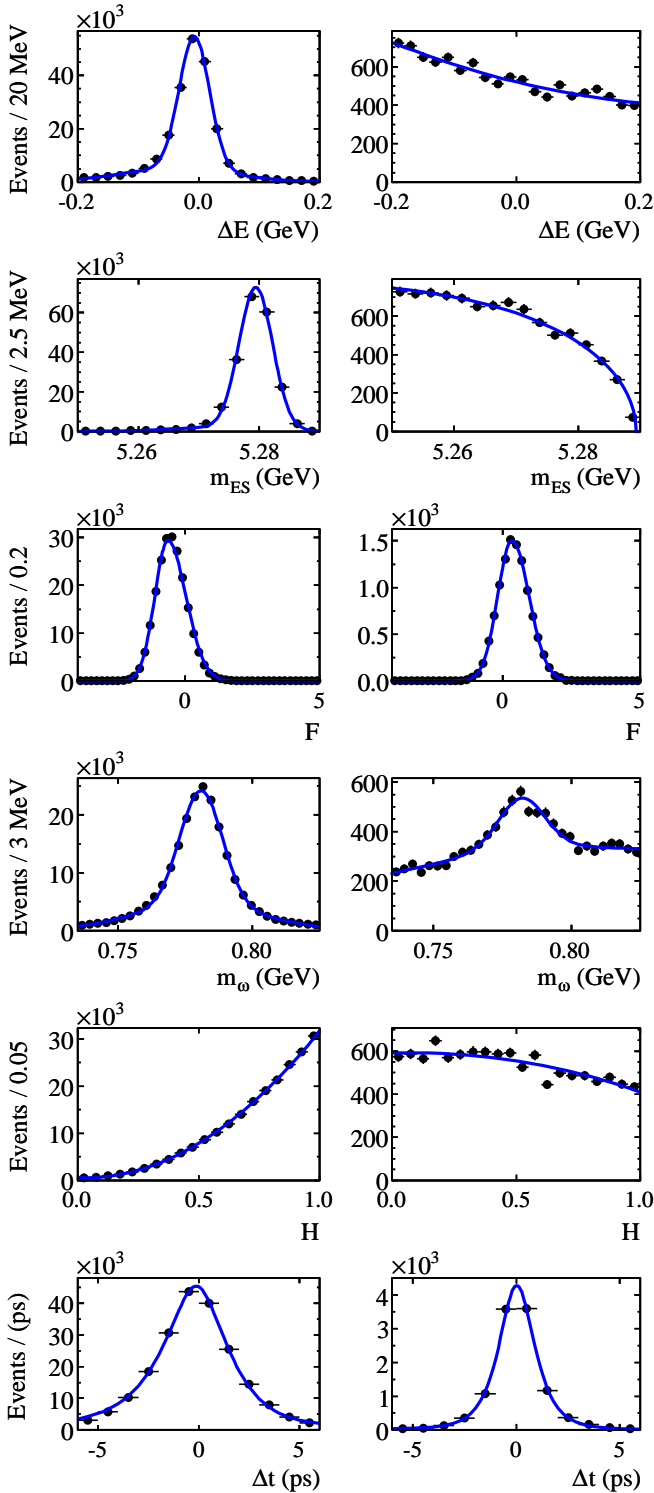 ×10³
Events / 20 MeV
40
20
0
-0.2 0.0 0.2
ΔE (GeV)
600
400
200
0
-0.2 0.0 0.2
ΔE (GeV)
×10³
Events / 2.5 MeV
60
40
20
0
5.26 5.28
m_ES (GeV)
600
400
200
0
5.26 5.28
m_ES (GeV)
×10³
Events / 0.2
30
20
10
0
0 5
F
×10³
1.5
1.0
0.5
0.0
0 5
F
×10³
Events / 3 MeV
20
10
0
0.75 0.80
m_ω (GeV)
600
400
200
0
0.75 0.80
m_ω (GeV)
×10³
Events / 0.05
30
20
10
0
0.0 0.5 1.0
H
600
400
200
0
0.0 0.5 1.0
H
×10³
Events / (ps)
40
30
20
10
0
-5 0 5
Δt (ps)
×10³
4
3
2
1
0
-5 0 5
Δt (ps)